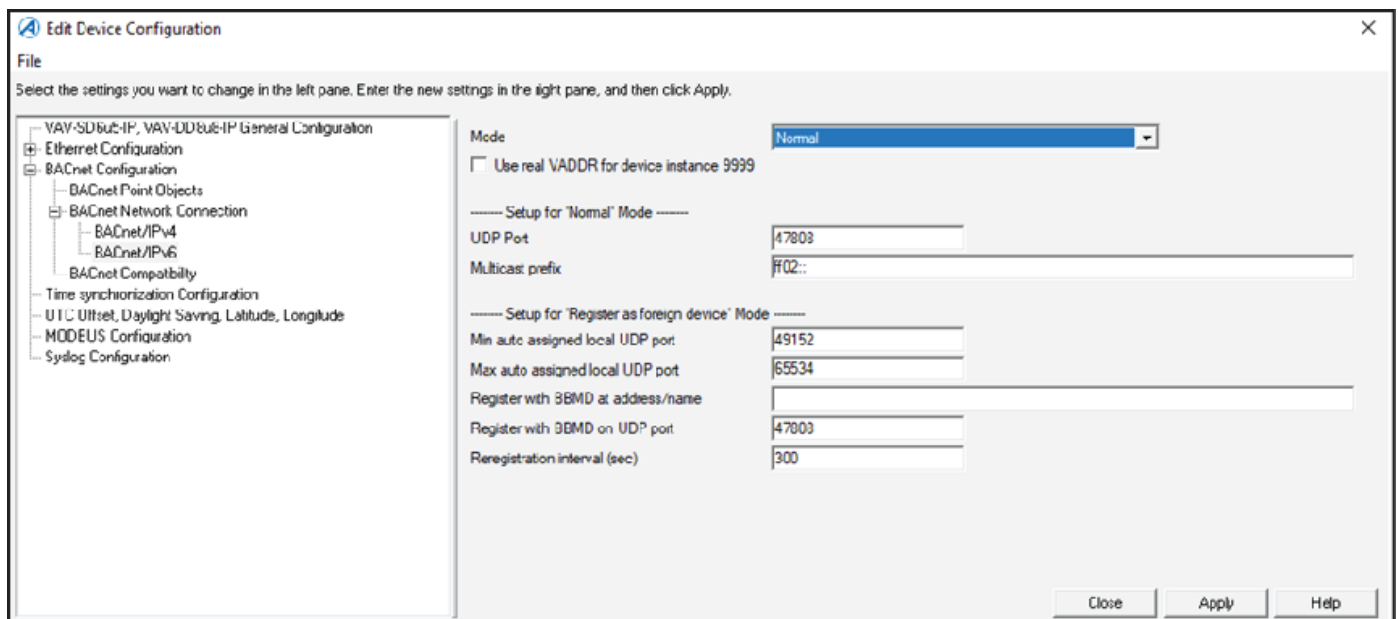 Edit Device Configuration
File
Select the settings you want to change in the left pane. Enter the new settings in the right pane, and then click Apply.
VAV-SD6u5-IP, VAV-DD8u8-IP General Configuration
Ethernet Configuration
BACnet Configuration
BACnet Point Objects
BACnet Network Connection
BACnet/IPv4
BACnet/IPv6
BACnet Compatibilty
Time synchronization Configuration
UTC Offset, Daylight Saving, Latitude, Longitude
MODEUS Configuration
Syslog Configuration
Mode
Normal
Use real VADDR for device instance 9999
-------- Setup for "Normal" Mode --------
UDP Port
47808
Multicast prefix
ff02::
-------- Setup for "Register as foreign device" Mode --------
Min auto assigned local UDP port
49152
Max auto assigned local UDP port
65534
Register with BBMD at address/name
Register with BBMD on UDP port
47808
Reregistration interval (sec)
300
Close
Apply
Help